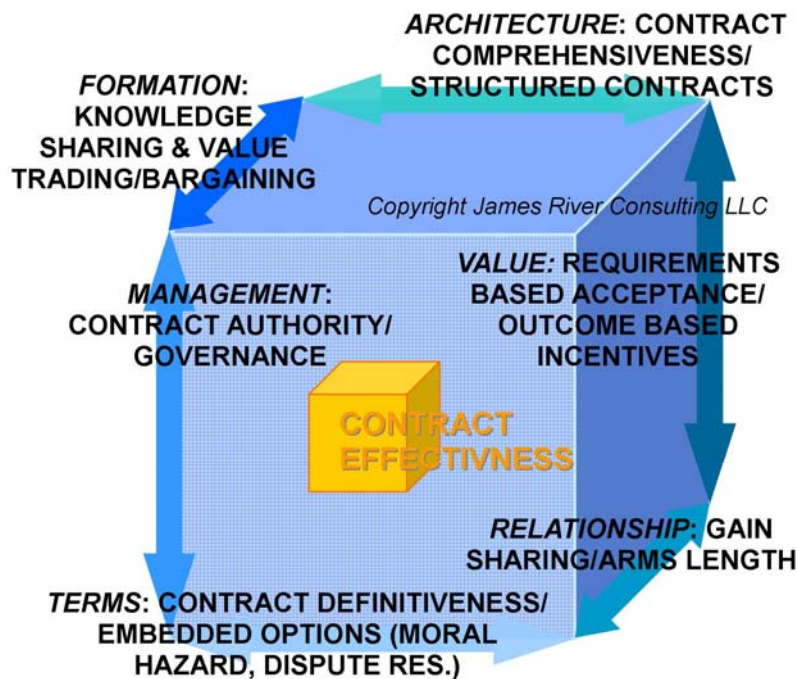 ARCHITECTURE: CONTRACT
COMPREHENSIVENESS/
STRUCTURED CONTRACTS
FORMATION:
KNOWLEDGE
SHARING & VALUE
TRADING/BARGAINING
Copyright James River Consulting LLC
MANAGEMENT:
CONTRACT AUTHORITY/
GOVERNANCE
VALUE: REQUIREMENTS
BASED ACCEPTANCE/
OUTCOME BASED
INCENTIVES
CONTRACT
EFFECTIVNESS
RELATIONSHIP: GAIN
SHARING/ARMS LENGTH
TERMS: CONTRACT DEFINITIVENESS/
EMBEDDED OPTIONS (MORAL
HAZARD, DISPUTE RES.)